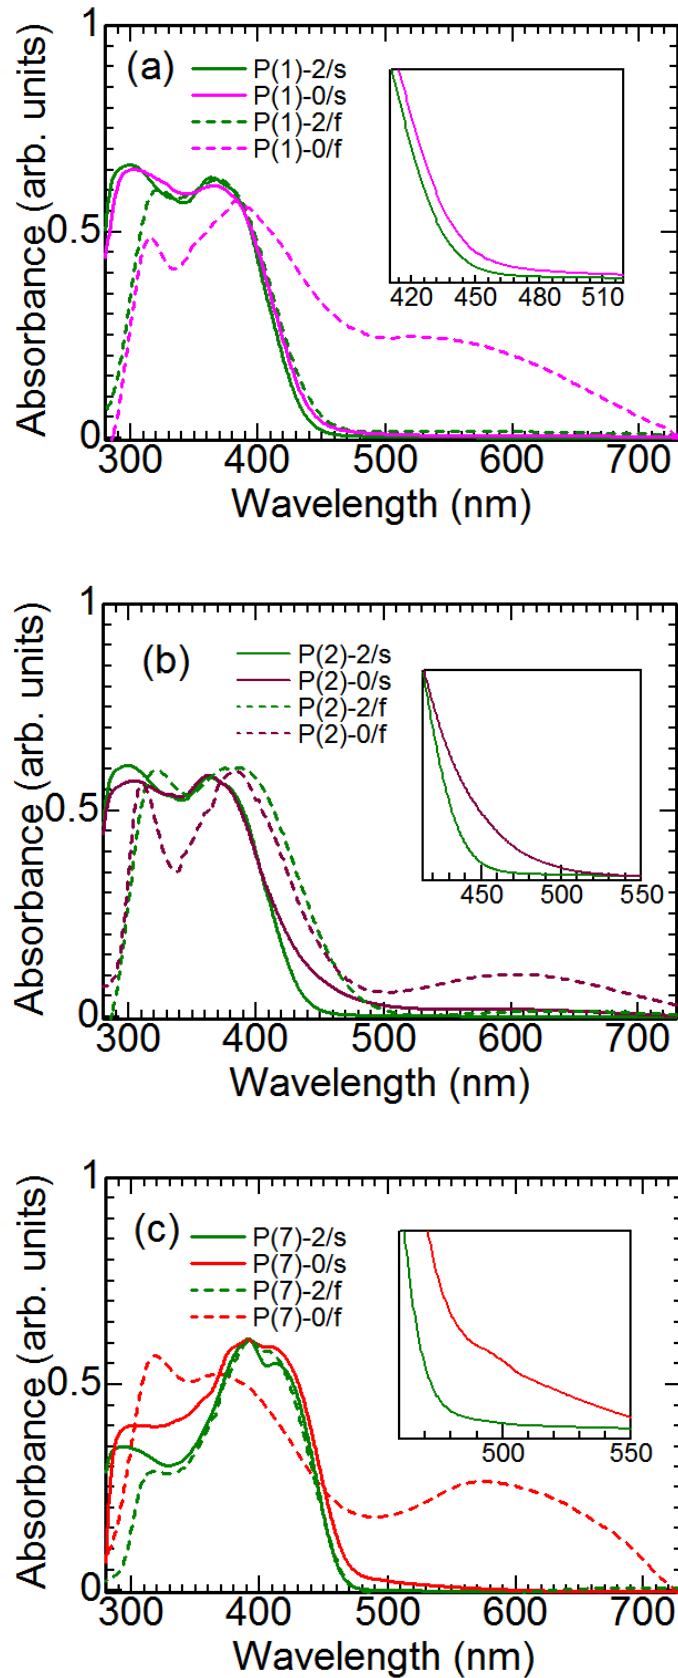 1
(a)
P(1)-2/s
P(1)-0/s
P(1)-2/f
P(1)-0/f
0.5
0
420 450 480 510
300 400 500 600 700
Absorbance (arb. units)
Wavelength (nm)
1
(b)
P(2)-2/s
P(2)-0/s
P(2)-2/f
P(2)-0/f
0.5
0
450 500 550
300 400 500 600 700
Absorbance (arb. units)
Wavelength (nm)
1
(c)
P(7)-2/s
P(7)-0/s
P(7)-2/f
P(7)-0/f
0.5
0
500 550
300 400 500 600 700
Absorbance (arb. units)
Wavelength (nm)